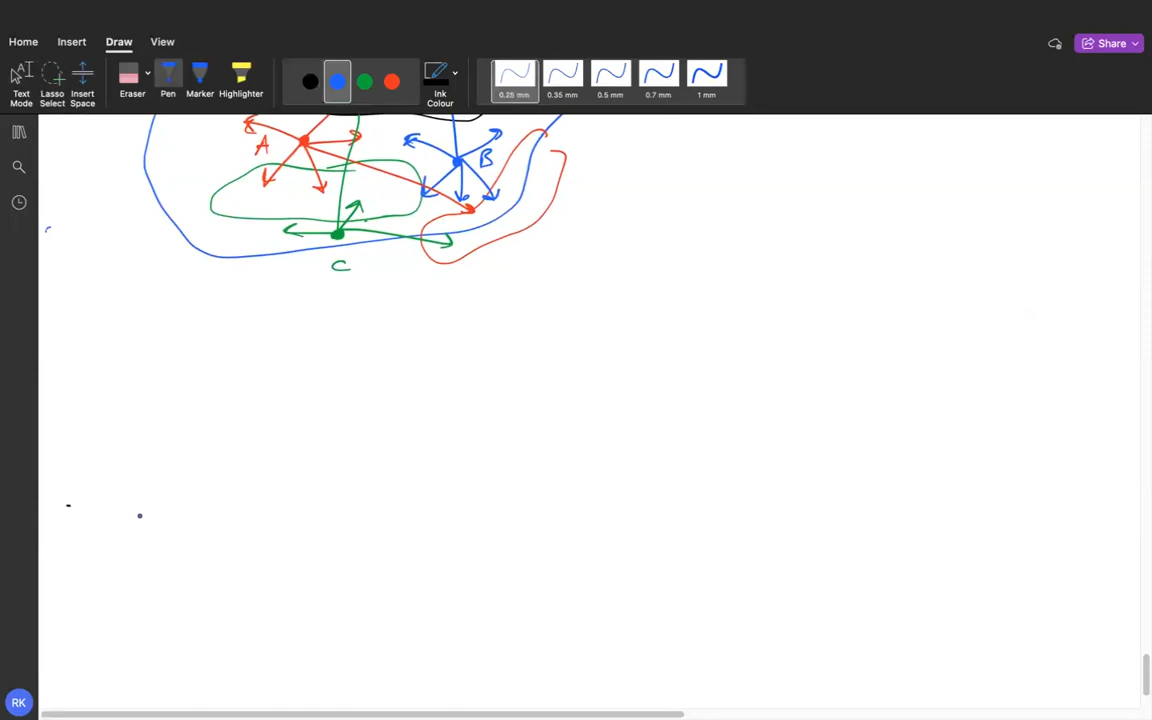 Home Insert Draw View
Share
Text Mode
Lasso Select
Insert Space
Eraser
Pen
Marker
Highlighter
Ink Colour
0.25 mm
0.35 mm
0.5 mm
0.7 mm
1 mm
A
B
C
RK